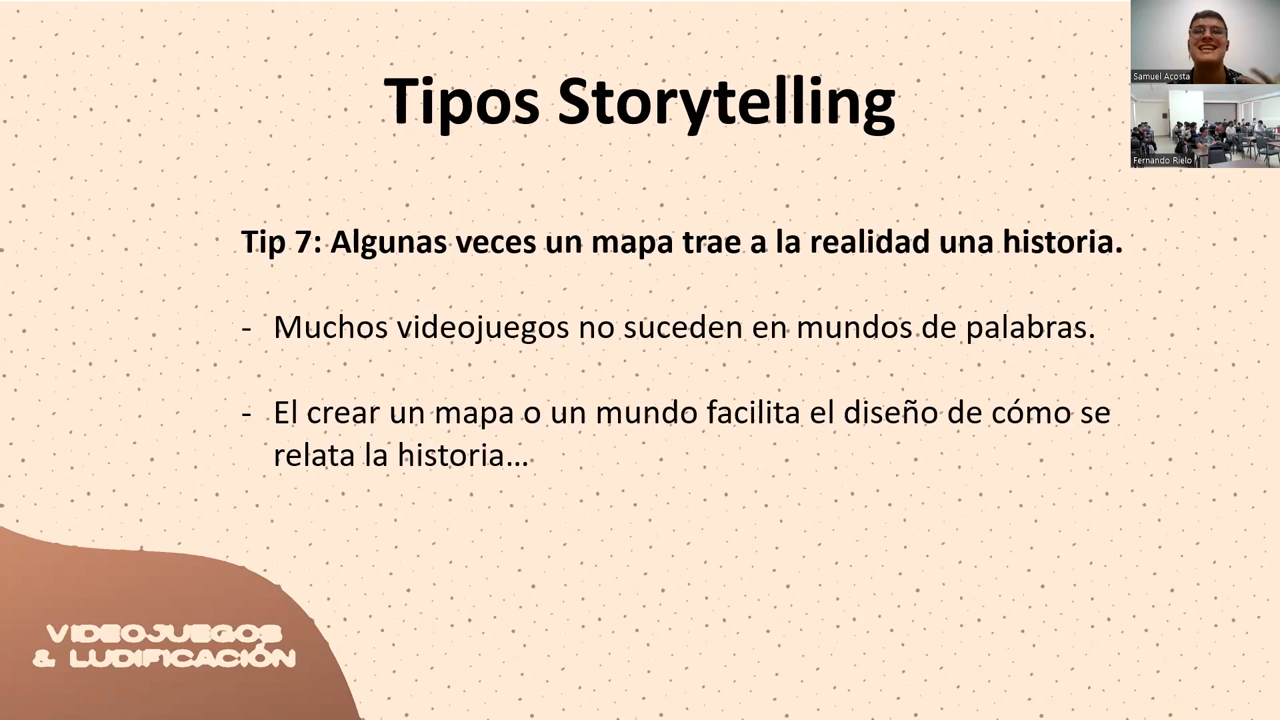 Tipos Storytelling
Samuel Acosta
Fernando Rielo
Tip 7: Algunas veces un mapa trae a la realidad una historia.
- Muchos videojuegos no suceden en mundos de palabras.
- El crear un mapa o un mundo facilita el diseño de cómo se
relata la historia…
VIDEOJUEGOS
& LUDIFICACIÓN